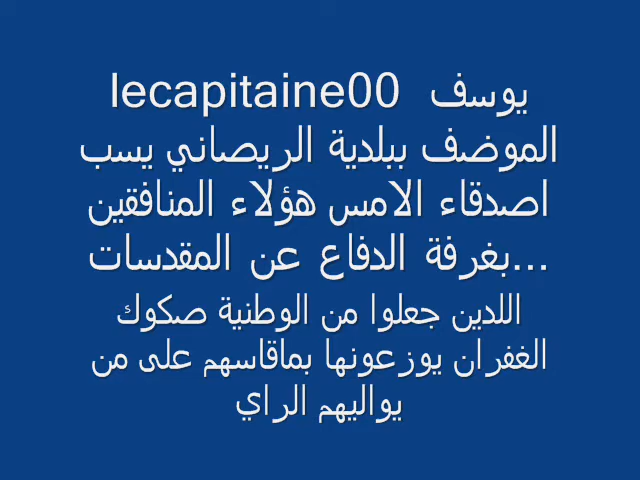 يوسف lecapitaine00
الموضف ببلدية الريصاني يسب
اصدقاء الامس هؤلاء المنافقين
بغرفة الدفاع عن المقدسات...
اللدين جعلوا من الوطنية صكوك
الغفران يوزعونها بماقاسهم على من
يواليهم الراي